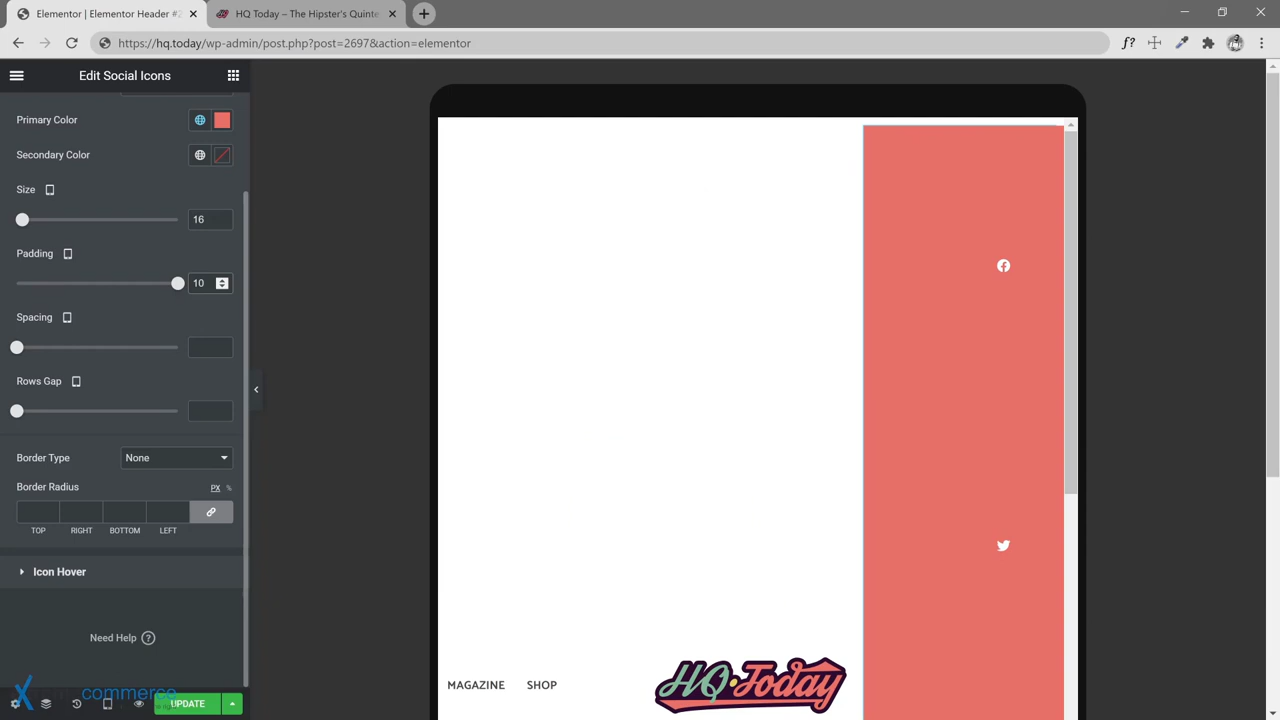 Elementor | Elementor Header #2
HQ Today – The Hipster's Quinte
https://hq.today/wp-admin/post.php?post=2697&action=elementor
f?
Edit Social Icons
Primary Color
Secondary Color
Size
16
Padding
10
Spacing
Rows Gap
Border Type
None
Border Radius
PX %
TOP RIGHT BOTTOM LEFT
Icon Hover
Need Help ?
commerce
UPDATE
MAGAZINE SHOP
HQ Today